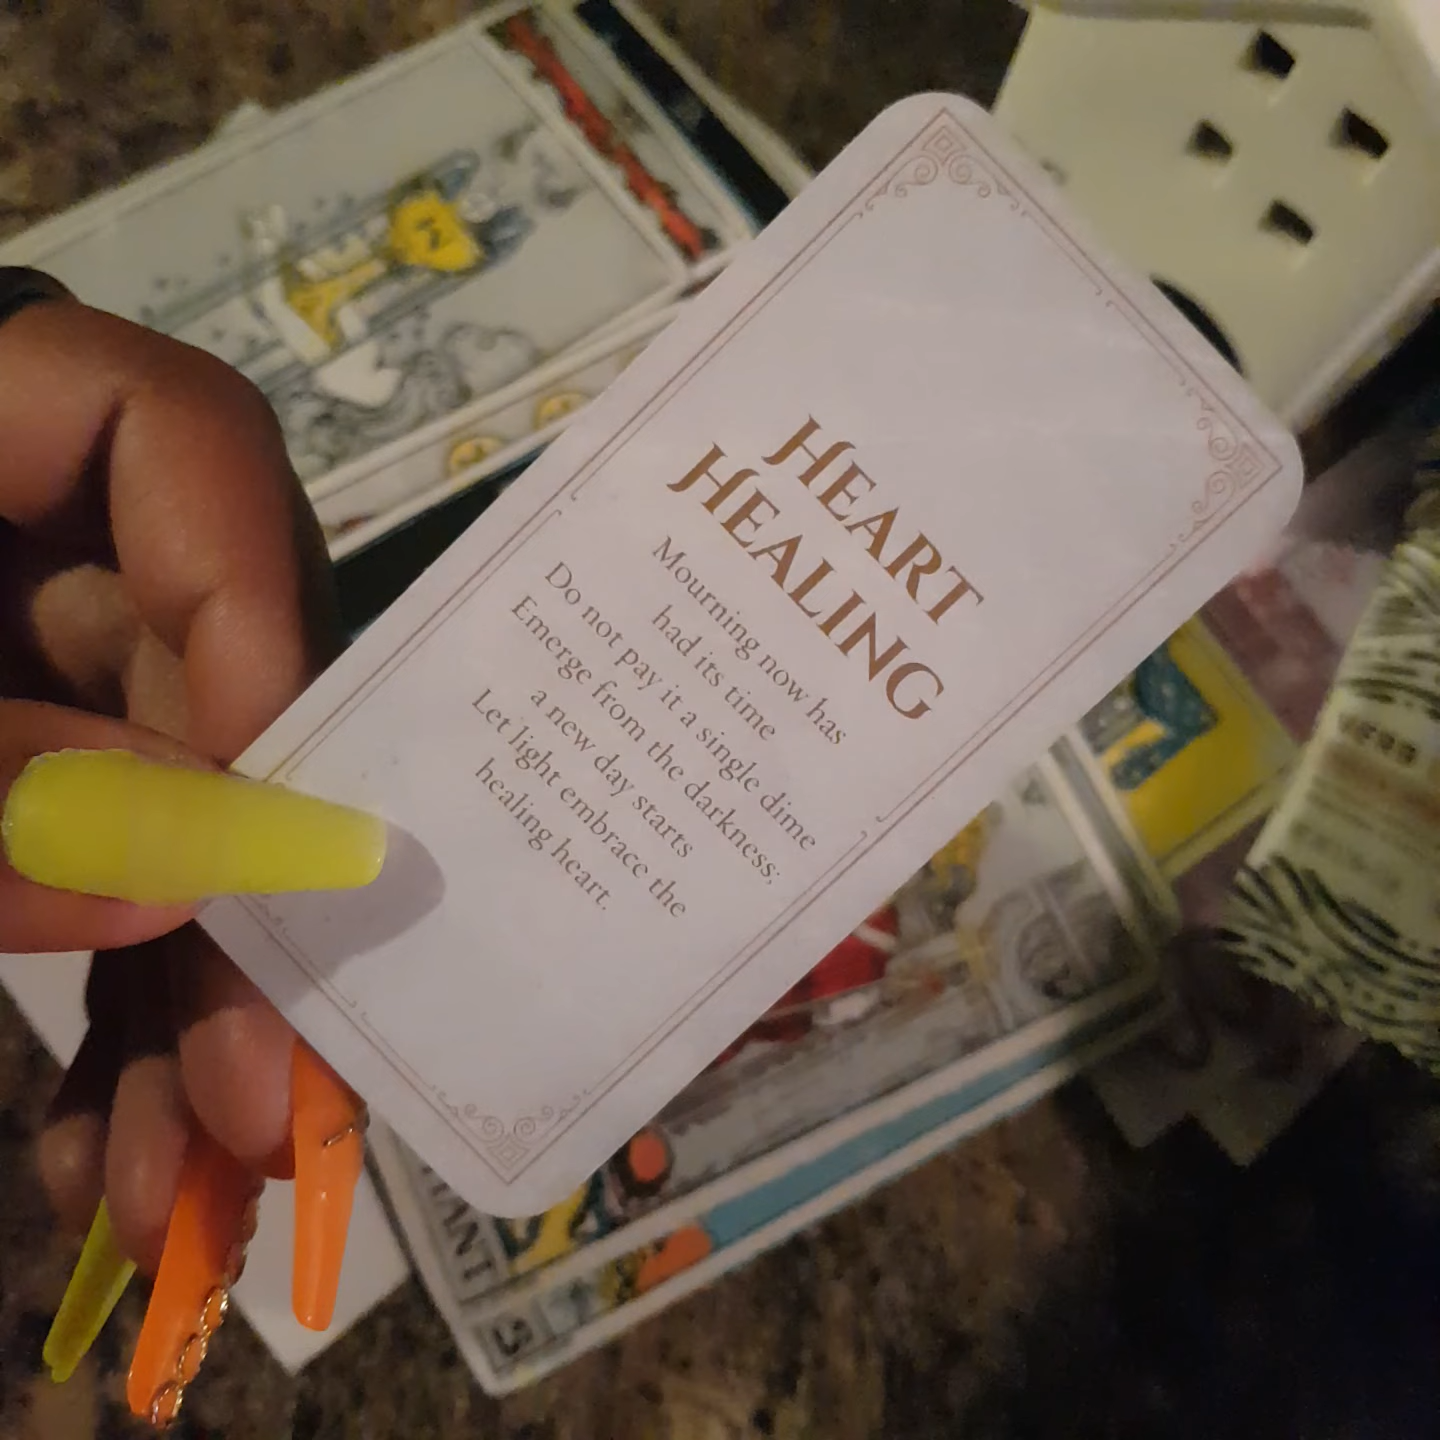 HEART
HEALING
Mourning now has
had its time
Do not pay it a single dime
Emerge from the darkness;
a new day starts
Let light embrace the
healing heart.